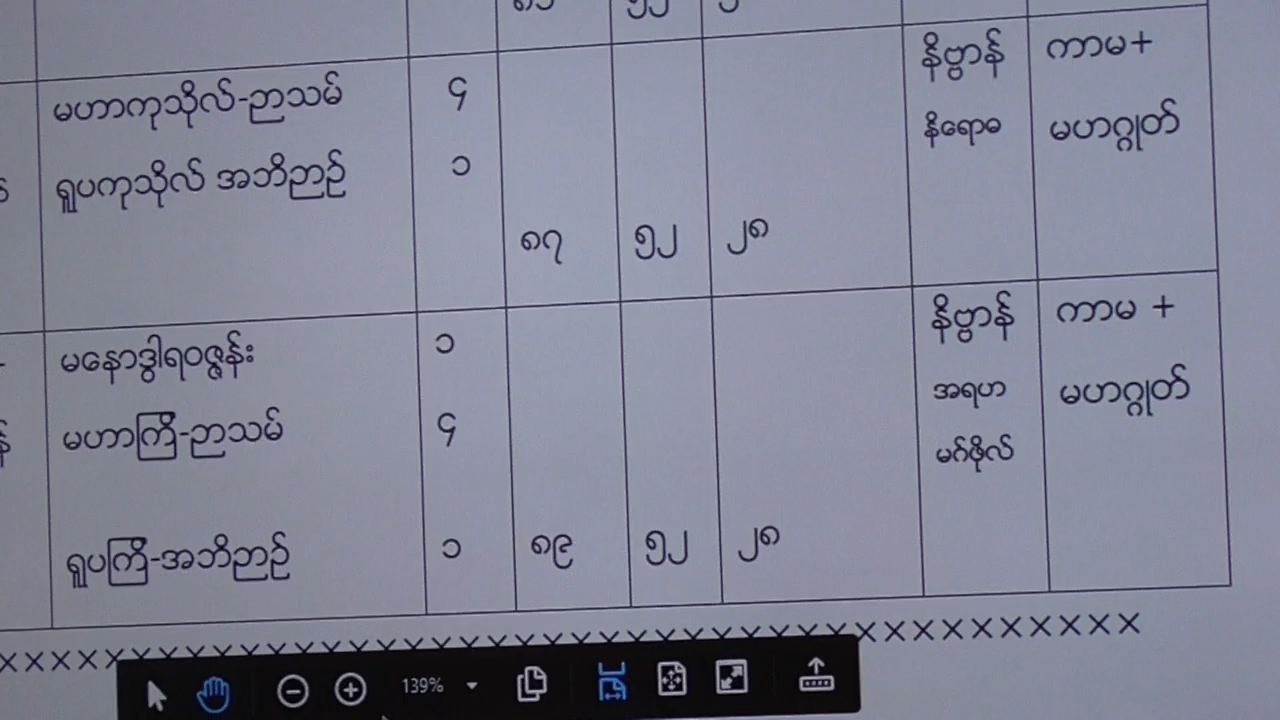 မဟာကုသိုလ်-ဉာသမ် ၄ နိဗ္ဗာန် ကာမ+
ရူပကုသိုလ် အဘိဉာဉ် ၁ နိရောဓ မဟဂ္ဂုတ်
၈၇ ၅၂ ၂၈
မနောဒွါရဝဇ္ဇန်း ၁ နိဗ္ဗာန် ကာမ +
မဟာကြိ-ဉာသမ် ၄ အရဟ မဟဂ္ဂုတ်
မဂ်ဖိုလ်
ရူပကြိ-အဘိဉာဉ် ၁ ၈၉ ၅၂ ၂၈
××××××××××××××××××××××××××××××××××××××××××
139%